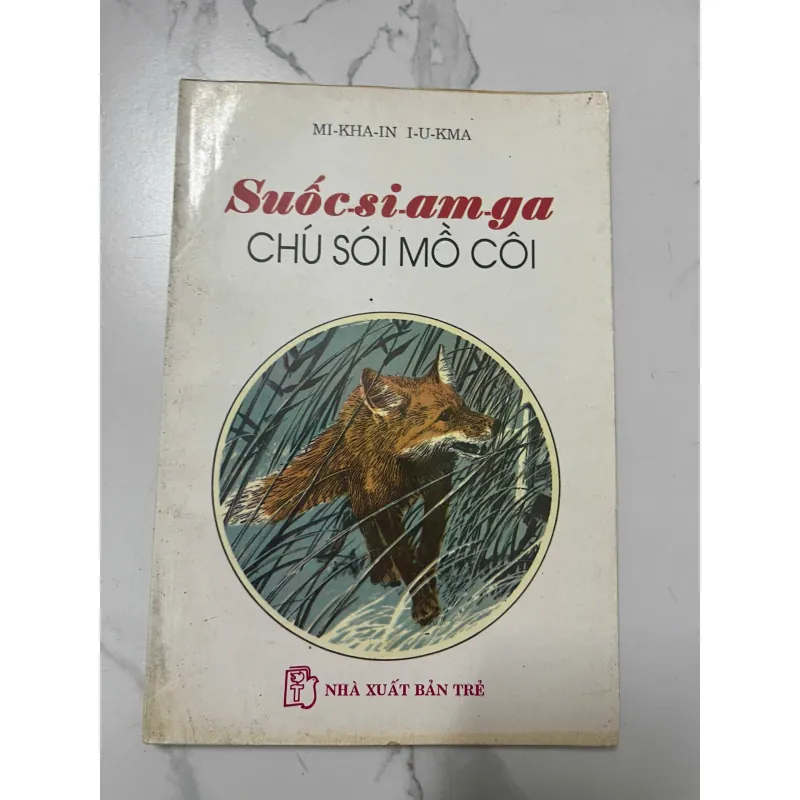 MI-KHA-IN I-U-KMA
Suốc-si-am-ga
CHÚ SÓI MỒ CÔI
NHÀ XUẤT BẢN TRẺ